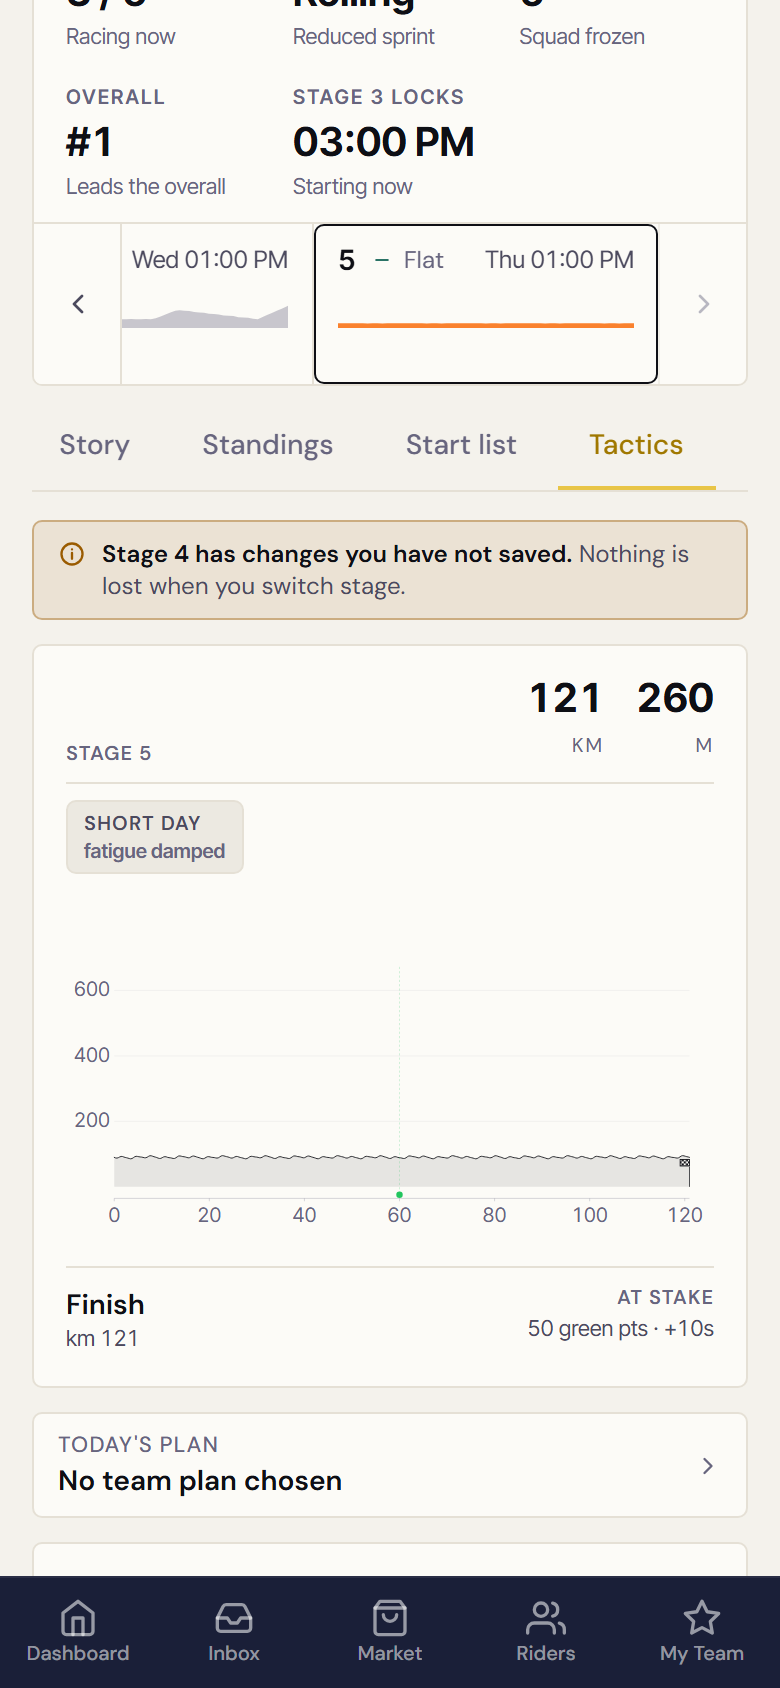 Rolling
Racing now
Reduced sprint
Squad frozen
OVERALL
STAGE 3 LOCKS
#1
03:00 PM
Leads the overall
Starting now
Wed 01:00 PM
5 – Flat Thu 01:00 PM
Story Standings Start list Tactics
Stage 4 has changes you have not saved. Nothing is
lost when you switch stage.
121 260
KM M
STAGE 5
SHORT DAY
fatigue damped
600
400
200
0 20 40 60 80 100 120
Finish
AT STAKE
km 121
50 green pts · +10s
TODAY'S PLAN
No team plan chosen
Dashboard Inbox Market Riders My Team